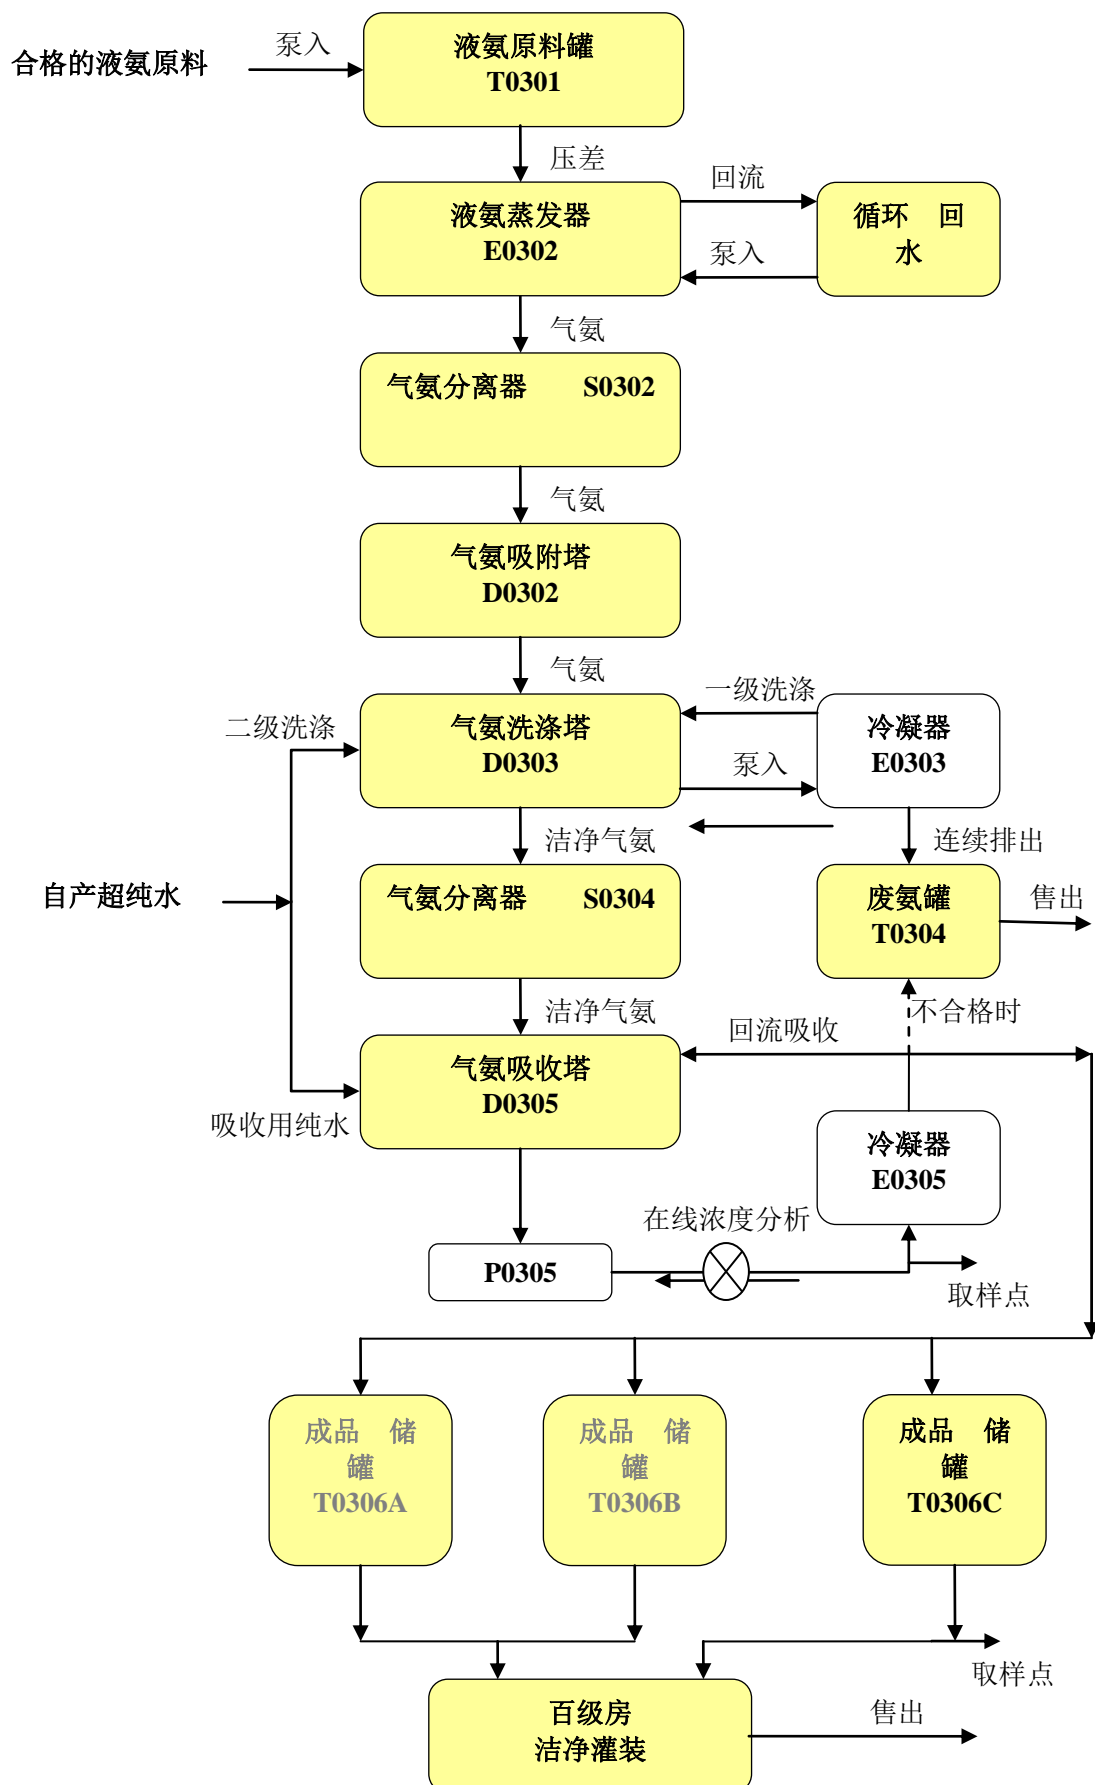 泵入
合格的液氨原料
液氨原料罐
T0301
压差
液氨蒸发器
E0302
回流
泵入
循环 回
水
气氨
气氨分离器 S0302
气氨
气氨吸附塔
D0302
气氨
一级洗涤
二级洗涤
气氨洗涤塔
D0303
泵入
冷凝器
E0303
洁净气氨
连续排出
自产超纯水
气氨分离器 S0304
废氨罐
T0304
售出
洁净气氨
不合格时
回流吸收
气氨吸收塔
D0305
吸收用纯水
冷凝器
E0305
在线浓度分析
P0305
取样点
成品 储
罐
T0306A
成品 储
罐
T0306B
成品 储
罐
T0306C
取样点
百级房
洁净灌装
售出